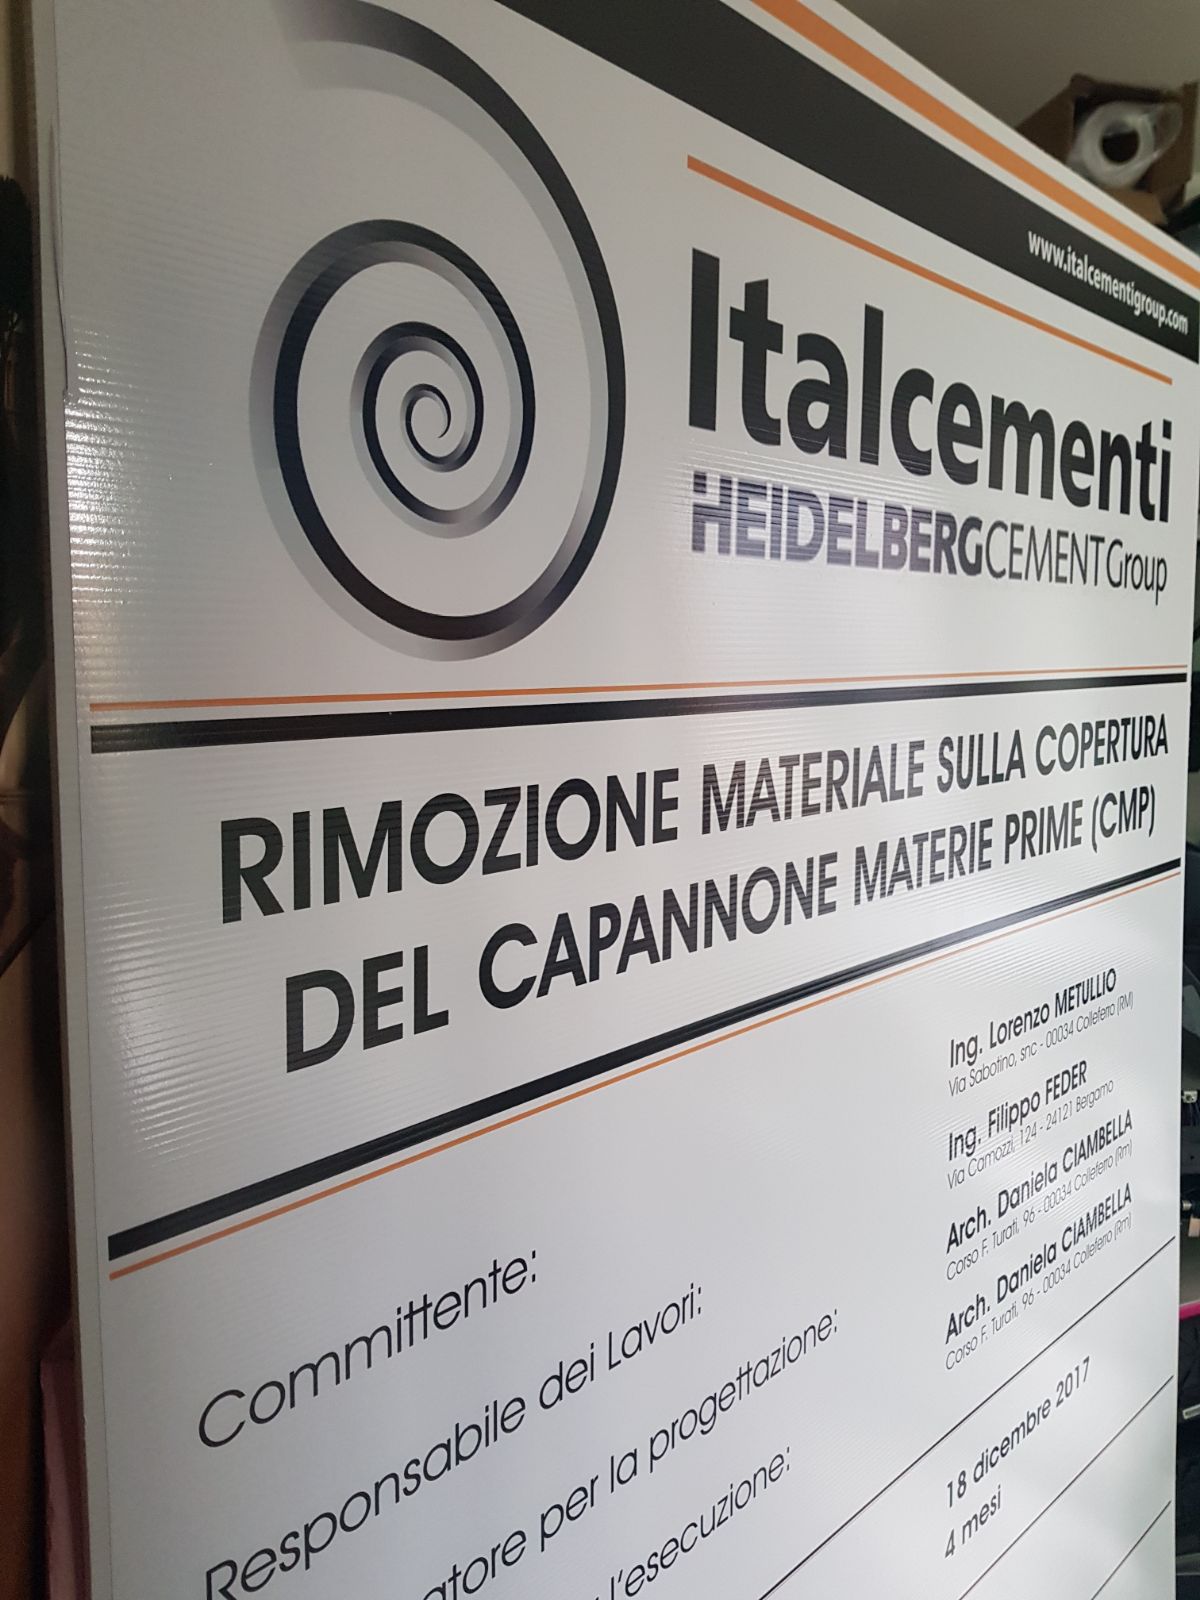 www.italcementigroup.com
Italcementi
HEIDELBERGCEMENT Group
RIMOZIONE MATERIALE SULLA COPERTURA
DEL CAPANNONE MATERIE PRIME (CMP)
Committente:
Ing. Lorenzo METULLIO
Via Sabotino, snc - 00034 Colleferro (RM)
Responsabile dei Lavori:
Ing. Filippo FEDER
Via Camozzi, 124 - 24121 Bergamo
per la progettazione:
Arch. Daniela CIAMBELLA
Corso F. Turati, 96 - 00034 Colleferro (Rm)
l'esecuzione:
Arch. Daniela CIAMBELLA
Corso F. Turati, 96 - 00034 Colleferro (Rm)
18 dicembre 2017
4 mesi